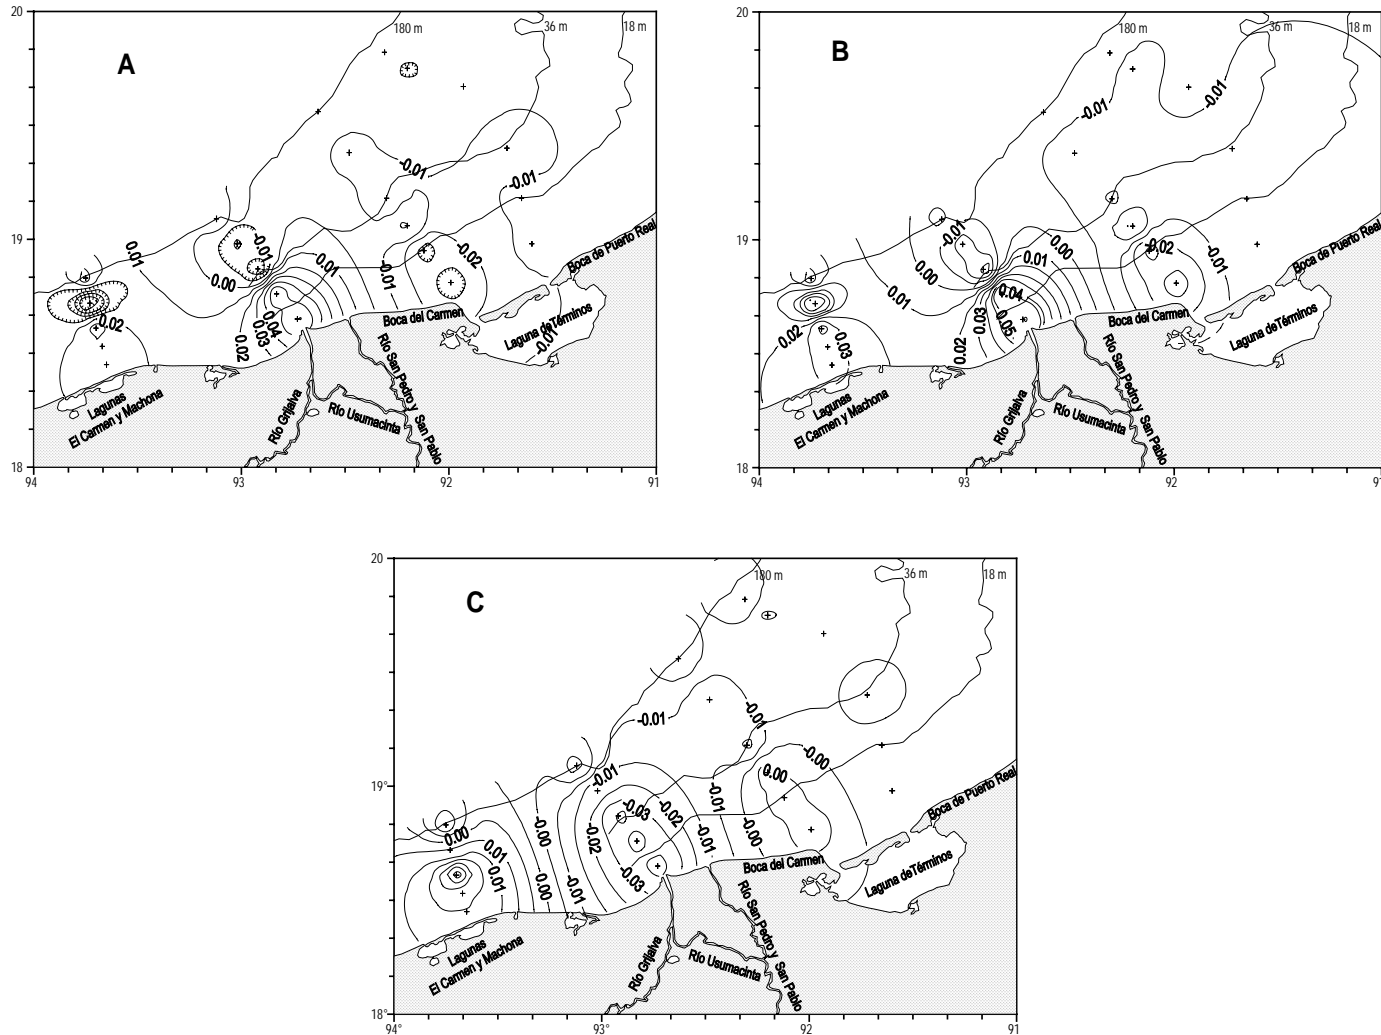 A
20
19
18
94
93
92
91
180 m
36 m
18 m
0.01
-0.01
0.00
0.01
-0.01
-0.01
-0.01
-0.02
0.02
0.04
0.03
0.02
-0.01
Boca de Puerto Real
Boca del Carmen
Laguna de Términos
Lagunas
El Carmen y Machona
Río Grijalva
Río Usumacinta
Río San Pedro y San Pablo
B
20
19
18
94
93
92
91
180 m
36 m
18 m
-0.01
-0.01
-0.01
0.00
0.00
0.01
0.01
-0.02
-0.01
0.04
0.03
0.05
0.02
0.02
0.03
Boca de Puerto Real
Boca del Carmen
Laguna de Términos
Lagunas
El Carmen y Machona
Río Grijalva
Río Usumacinta
Río San Pedro y San Pablo
C
20
19°
18°
94°
93°
92
91
180 m
36 m
18 m
-0.01
-0.01
-0.01
-0.00
0.00
-0.03
-0.02
-0.01
-0.00
0.00
0.01
0.01
-0.00
0.00
-0.01
-0.02
-0.03
-0.01
Boca de Puerto Real
Boca del Carmen
Laguna de Términos
Lagunas
El Carmen y Machona
Río Grijalva
Río Usumacinta
Río San Pedro y San Pablo